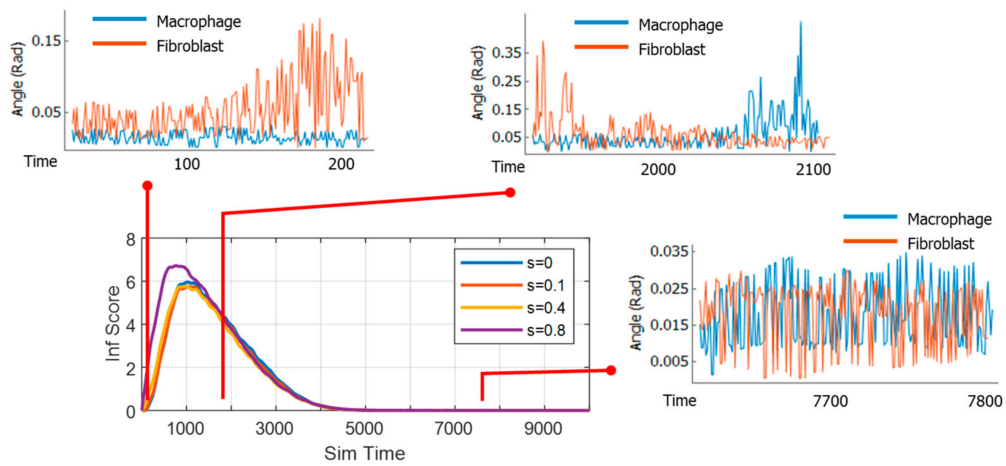 Macrophage
Fibroblast
0.15
0.05
Angle (Rad)
Time
100
200
Macrophage
Fibroblast
0.35
0.25
0.15
0.05
Angle (Rad)
Time
2000
2100
8
6
4
2
0
Inf Score
s=0
s=0.1
s=0.4
s=0.8
1000
3000
5000
7000
9000
Sim Time
Macrophage
Fibroblast
0.035
0.025
0.015
0.005
Angle (Rad)
Time
7700
7800